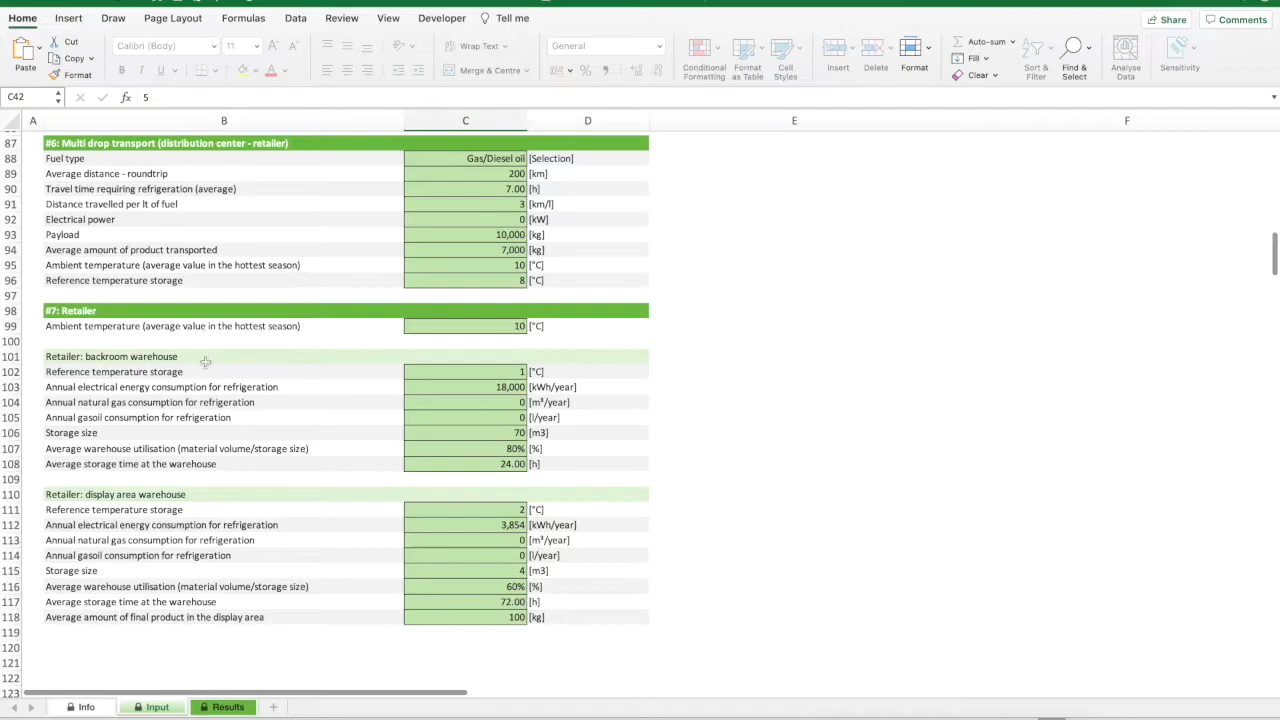 Home Insert Draw Page Layout Formulas Data Review View Developer Tell me Share Comments
Paste Cut Copy Format
Calibri (Body) 11
B U A
Wrap Text
Merge & Centre
General
%
Conditional Formatting
Format as Table
Cell Styles
Insert Delete Format
Auto-sum
Fill
Clear
Sort & Filter
Find & Select
Analyse Data
Sensitivity
C42 fx 5
A B C D E F
87 #6: Multi drop transport (distribution center - retailer)
88 Fuel type Gas/Diesel oil [Selection]
89 Average distance - roundtrip 200 [km]
90 Travel time requiring refrigeration (average) 7.00 [h]
91 Distance travelled per lt of fuel 3 [km/l]
92 Electrical power 0 [kW]
93 Payload 10,000 [kg]
94 Average amount of product transported 7,000 [kg]
95 Ambient temperature (average value in the hottest season) 10 [°C]
96 Reference temperature storage 8 [°C]
97
98 #7: Retailer
99 Ambient temperature (average value in the hottest season) 10 [°C]
100
101 Retailer: backroom warehouse
102 Reference temperature storage 1 [°C]
103 Annual electrical energy consumption for refrigeration 18,000 [kWh/year]
104 Annual natural gas consumption for refrigeration 0 [m³/year]
105 Annual gasoil consumption for refrigeration 0 [l/year]
106 Storage size 70 [m3]
107 Average warehouse utilisation (material volume/storage size) 80% [%]
108 Average storage time at the warehouse 24.00 [h]
109
110 Retailer: display area warehouse
111 Reference temperature storage 2 [°C]
112 Annual electrical energy consumption for refrigeration 3,854 [kWh/year]
113 Annual natural gas consumption for refrigeration 0 [m³/year]
114 Annual gasoil consumption for refrigeration 0 [l/year]
115 Storage size 4 [m3]
116 Average warehouse utilisation (material volume/storage size) 60% [%]
117 Average storage time at the warehouse 72.00 [h]
118 Average amount of final product in the display area 100 [kg]
119
120
121
122
123
Info Input Results